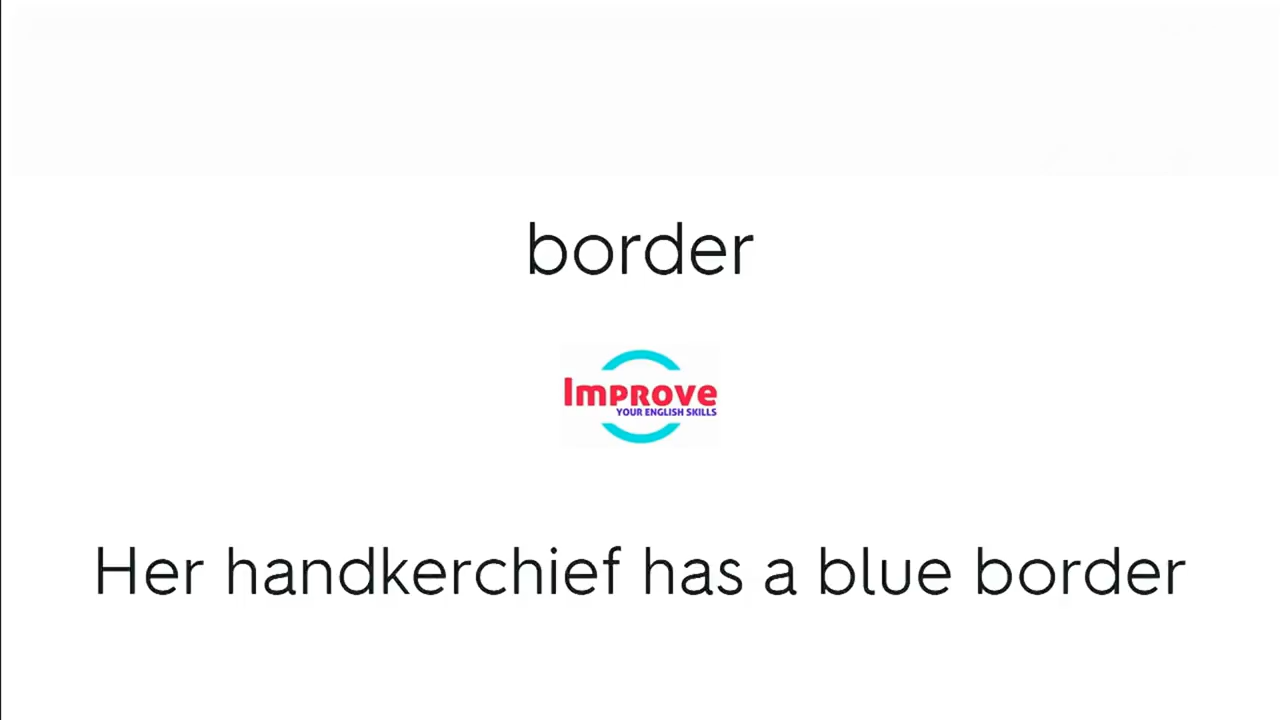 border
IMPROVE
YOUR ENGLISH SKILLS
Her handkerchief has a blue border